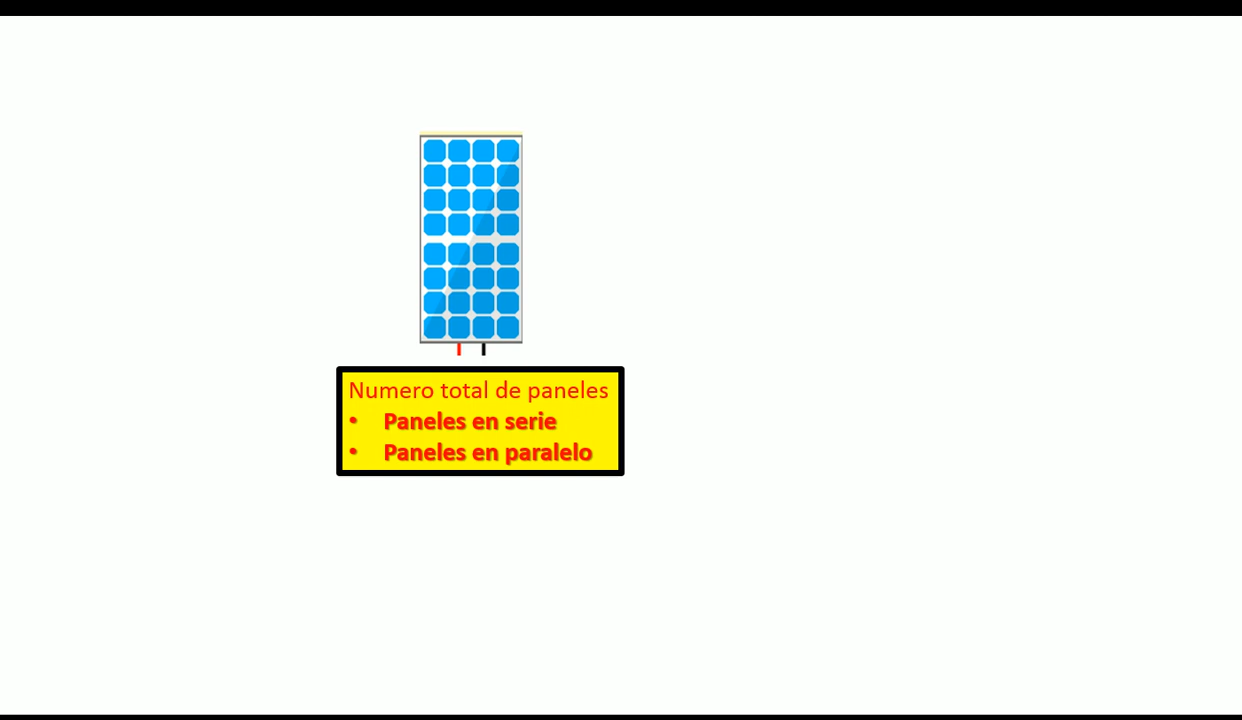 Numero total de paneles
• Paneles en serie
• Paneles en paralelo